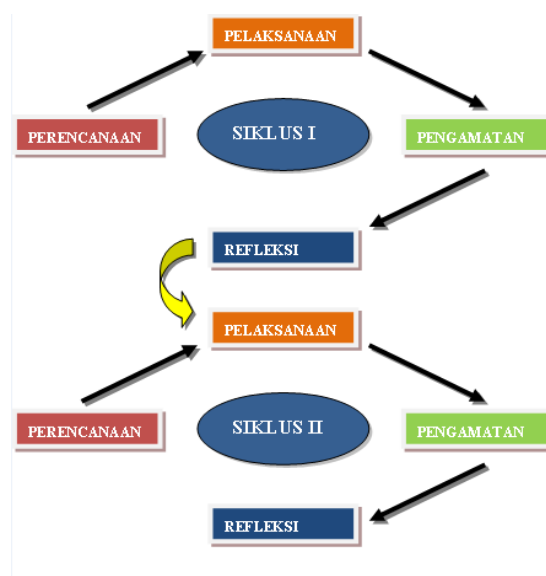 PELAKSANAAN
PERENCANAAN
SIKLUS I
PENGAMATAN
REFLEKSI
PELAKSANAAN
PERENCANAAN
SIKLUS II
PENGAMATAN
REFLEKSI